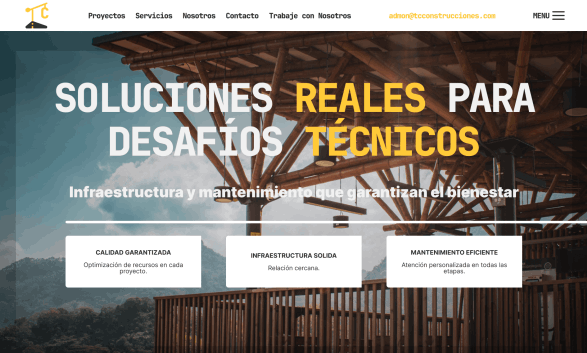 TC
Proyectos Servicios Nosotros Contacto Trabaje con Nosotros admon@tcconstrucciones.com MENU
SOLUCIONES REALES PARA
DESAFÍOS TÉCNICOS
Infraestructura y mantenimiento que garantizan el bienestar
CALIDAD GARANTIZADA
Optimización de recursos en cada
proyecto.
INFRAESTRUCTURA SOLIDA
Relación cercana.
MANTENIMIENTO EFICIENTE
Atención personalizada en todas las
etapas.